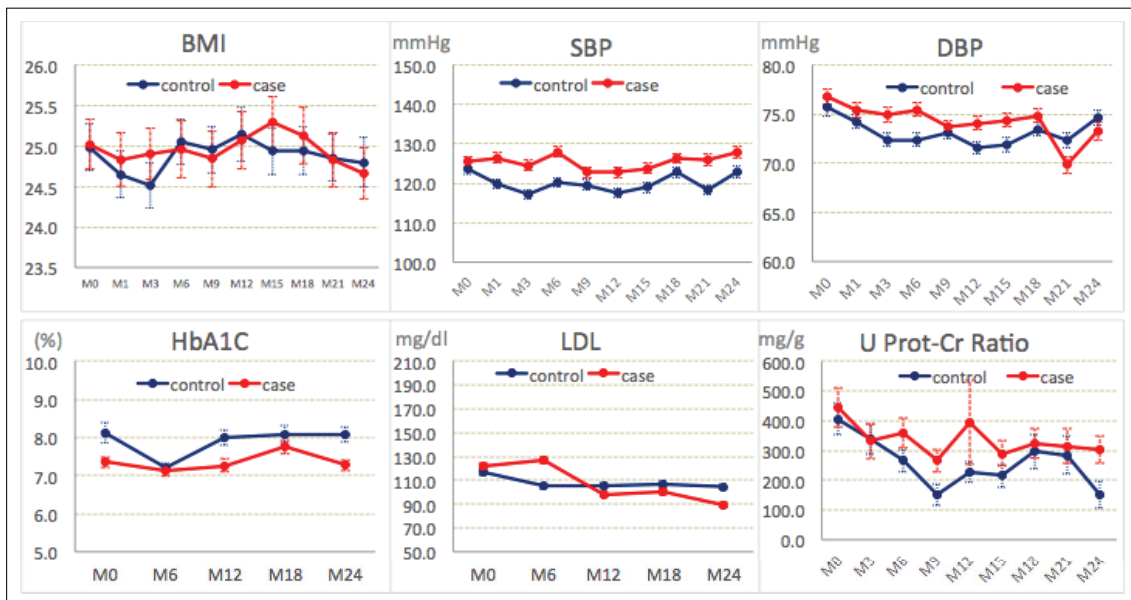 BMI
26.0
25.5
25.0
24.5
24.0
23.5
control case
M0 M1 M3 M6 M9 M12 M15 M18 M21 M24
mmHg
SBP
150.0
140.0
130.0
120.0
110.0
100.0
control case
M0 M1 M3 M6 M9 M12 M15 M18 M21 M24
mmHg
DBP
80.0
75.0
70.0
65.0
60.0
control case
M0 M1 M3 M6 M9 M12 M15 M18 M21 M24
(%)
HbA1C
10.0
9.0
8.0
7.0
6.0
5.0
control case
M0 M6 M12 M18 M24
mg/dl
LDL
210.0
190.0
170.0
150.0
130.0
110.0
90.0
70.0
50.0
control case
M0 M6 M12 M18 M24
mg/g
U Prot-Cr Ratio
600.0
500.0
400.0
300.0
200.0
100.0
0.0
control case
M0 M3 M6 M9 M12 M15 M18 M21 M24